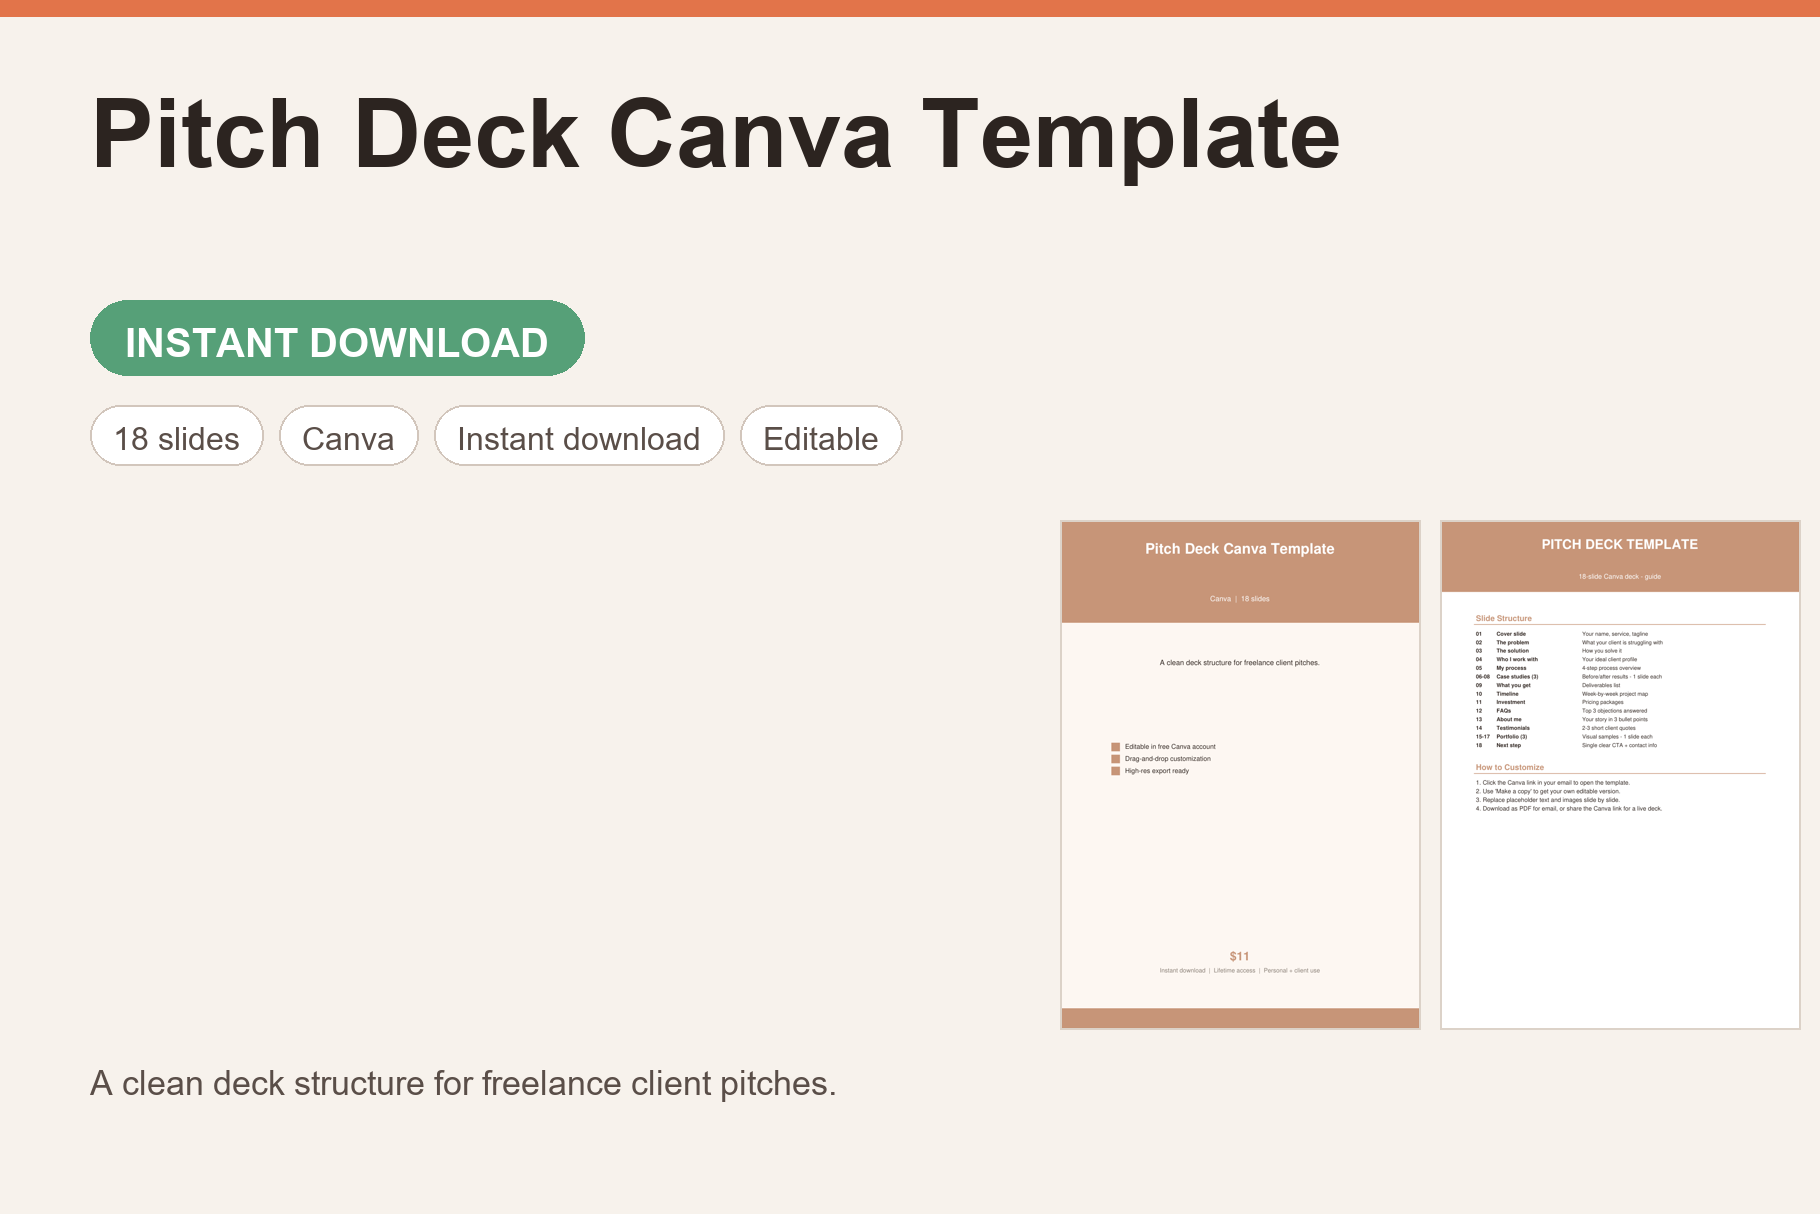 Pitch Deck Canva Template
INSTANT DOWNLOAD
18 slides Canva Instant download Editable
Pitch Deck Canva Template
Canva | 18 slides
A clean deck structure for freelance client pitches.
Editable in free Canva account
Drag-and-drop customization
High-res export ready
$11
Instant download | Lifetime access | Personal + client use
PITCH DECK TEMPLATE
18-slide Canva deck - guide
Slide Structure
01 Cover slide Your name, service, tagline
02 The problem What your client is struggling with
03 The solution How you solve it
04 Who I work with Your ideal client profile
05 My process 4-step process overview
06-08 Case studies (3) Before/after results - 1 slide each
09 What you get Deliverables list
10 Timeline Week-by-week project map
11 Investment Pricing packages
12 FAQs Top 3 objections answered
13 About me Your story in 3 bullet points
14 Testimonials 2-3 short client quotes
15-17 Portfolio (3) Visual samples - 1 slide each
18 Next step Single clear CTA + contact info
How to Customize
1. Click the Canva link in your email to open the template.
2. Use 'Make a copy' to get your own editable version.
3. Replace placeholder text and images slide by slide.
4. Download as PDF for email, or share the Canva link for a live deck.
A clean deck structure for freelance client pitches.